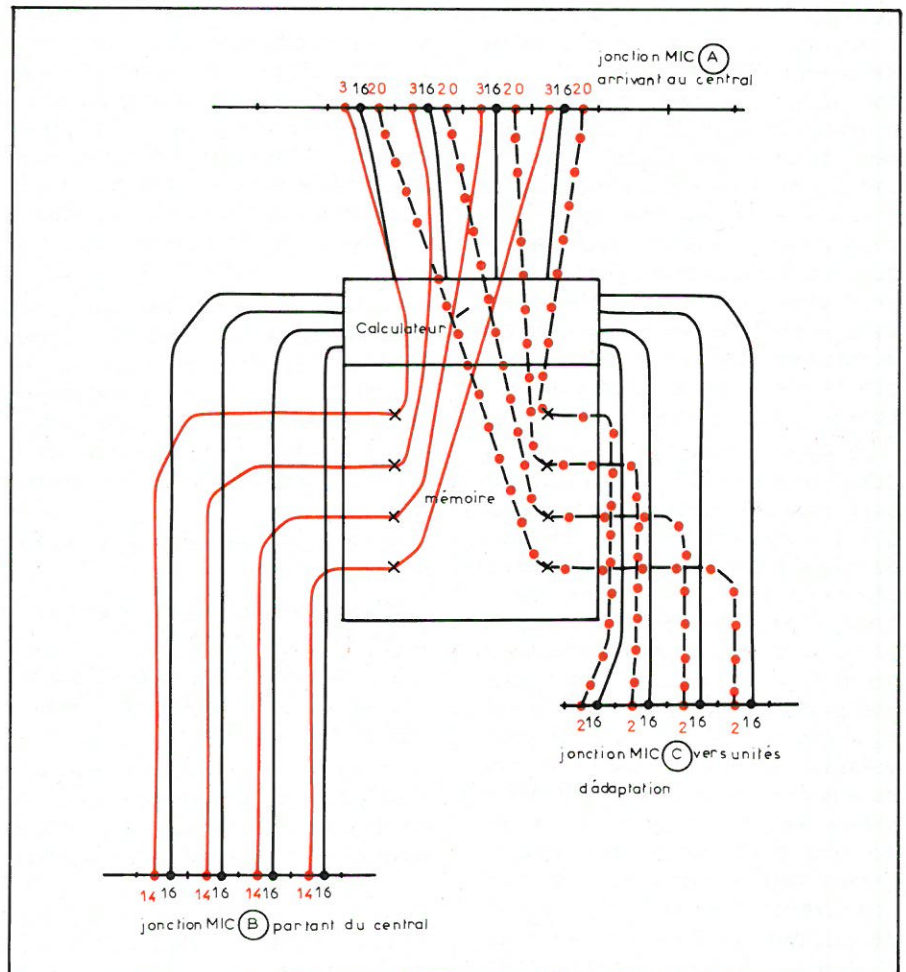 jonction MIC A
arrivant au central
3 16 20 3 16 20 3 16 20 3 16 20
Calculateur
mémoire
2 16 2 16 2 16 2 16
jonction MIC C vers unités
d'adaptation
14 16 14 16 14 16 14 16
jonction MIC B partant du central